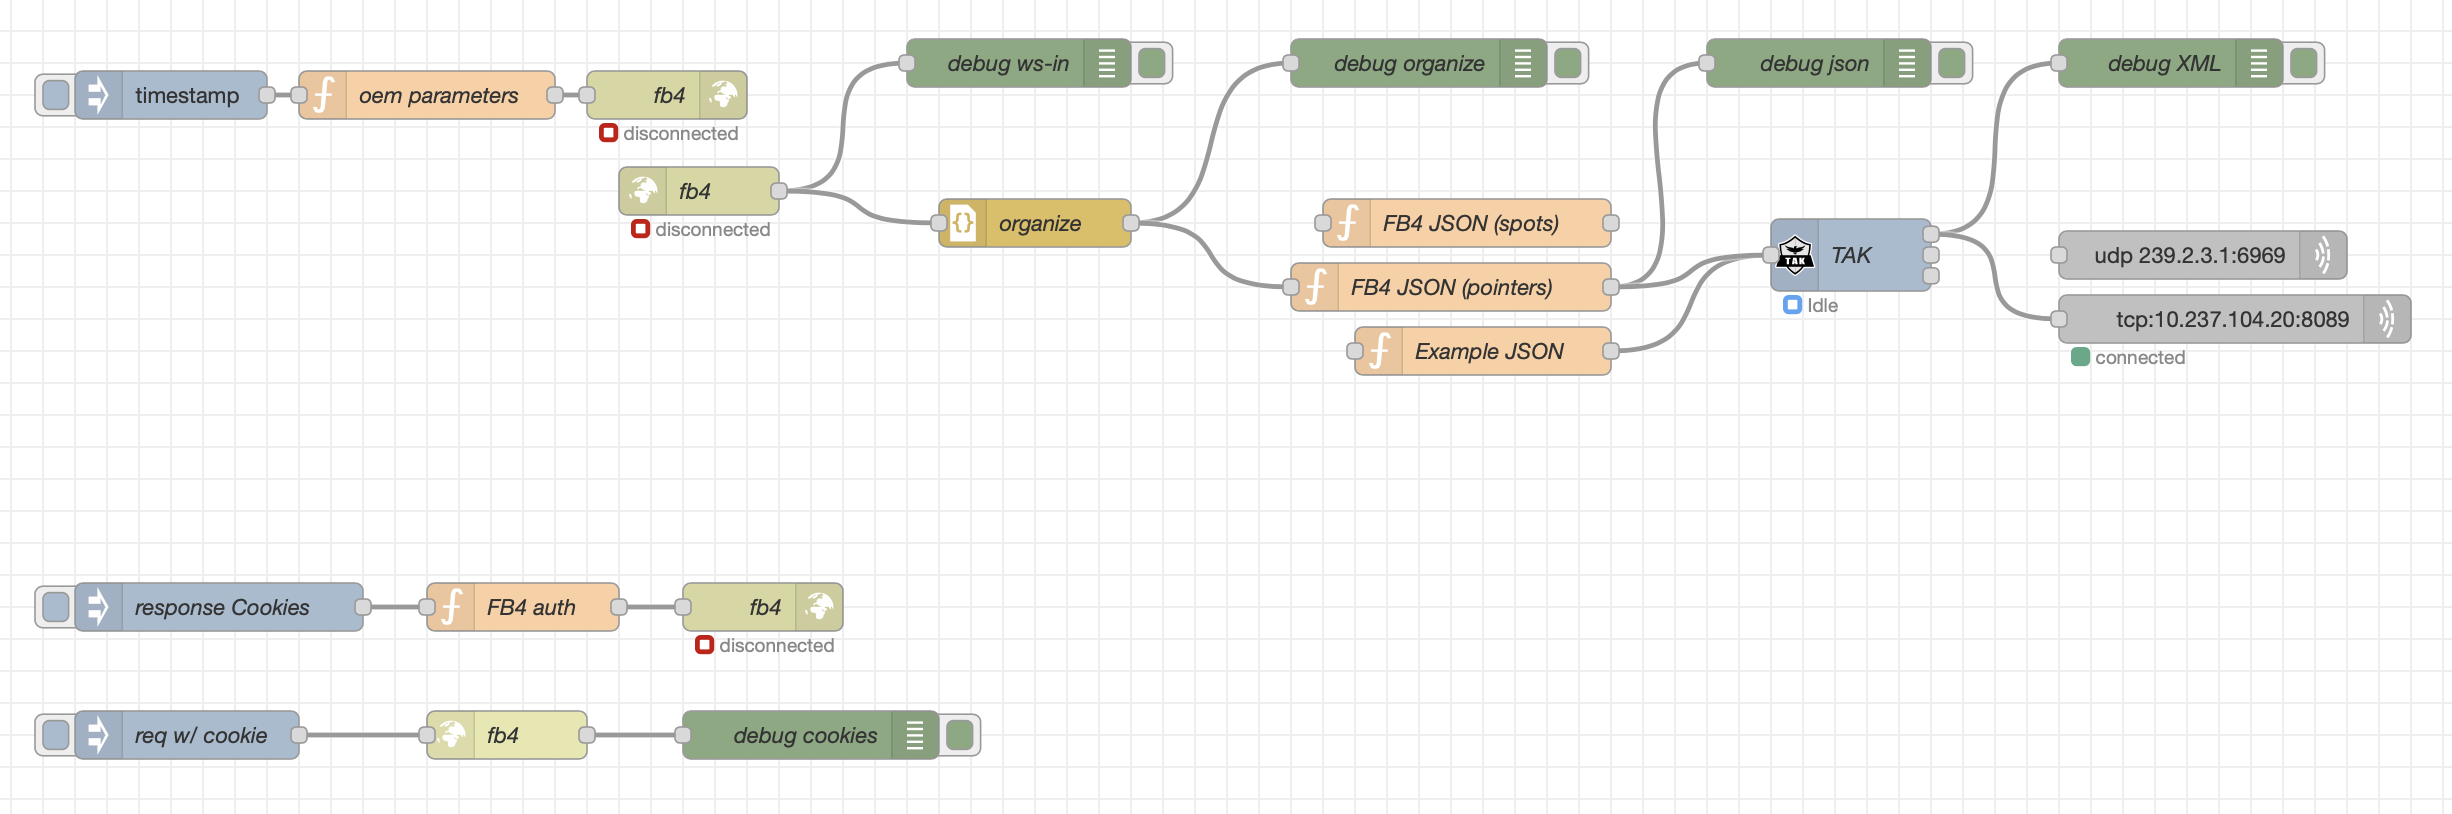 timestamp
oem parameters
fb4
disconnected
fb4
disconnected
debug ws-in
organize
debug organize
FB4 JSON (spots)
FB4 JSON (pointers)
Example JSON
debug json
TAK
TAK
Idle
debug XML
udp 239.2.3.1:6969
tcp:10.237.104.20:8089
connected
response Cookies
FB4 auth
fb4
disconnected
req w/ cookie
fb4
debug cookies